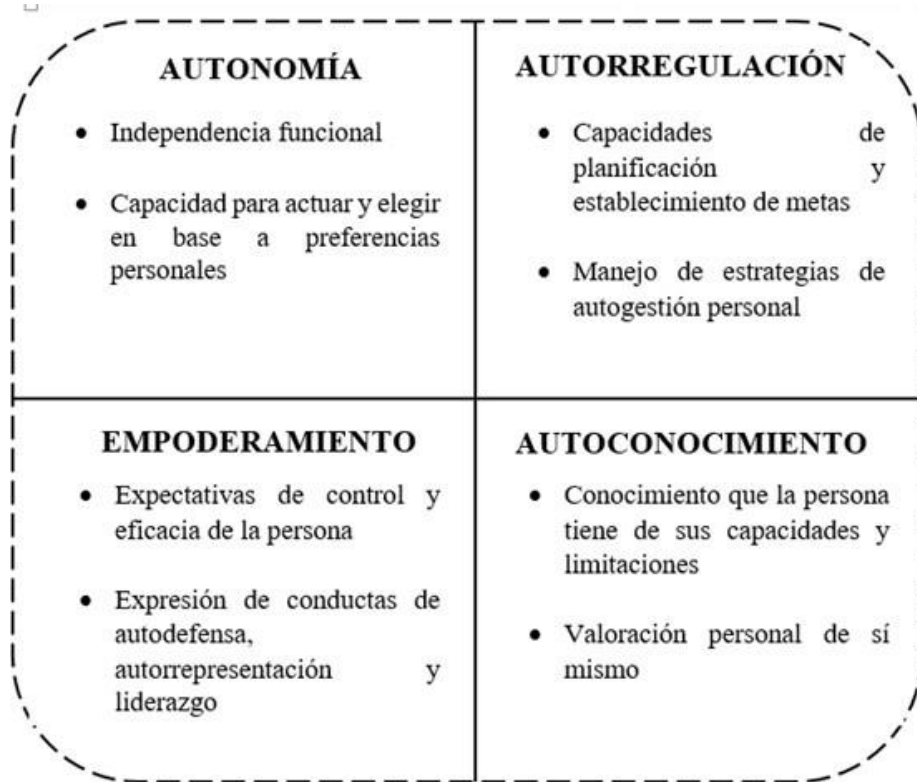 AUTONOMÍA
• Independencia funcional
• Capacidad para actuar y elegir
en base a preferencias
personales
AUTORREGULACIÓN
• Capacidades de
planificación y
establecimiento de metas
• Manejo de estrategias de
autogestión personal
EMPODERAMIENTO
• Expectativas de control y
eficacia de la persona
• Expresión de conductas de
autodefensa,
autorrepresentación y
liderazgo
AUTOCONOCIMIENTO
• Conocimiento que la persona
tiene de sus capacidades y
limitaciones
• Valoración personal de sí
mismo